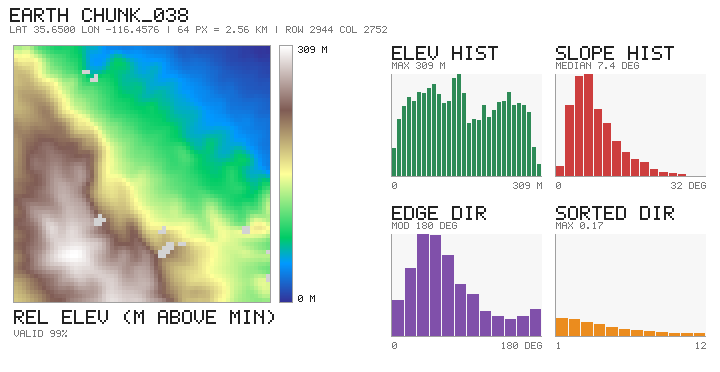 EARTH CHUNK_038
LAT 35.6500 LON -116.4576 | 64 PX = 2.56 KM | ROW 2944 COL 2752
309 M
0 M
REL ELEV (M ABOVE MIN)
VALID 99%
ELEV HIST
MAX 309 M
0 309 M
SLOPE HIST
MEDIAN 7.4 DEG
0 32 DEG
EDGE DIR
MOD 180 DEG
0 180 DEG
SORTED DIR
MAX 0.17
1 12